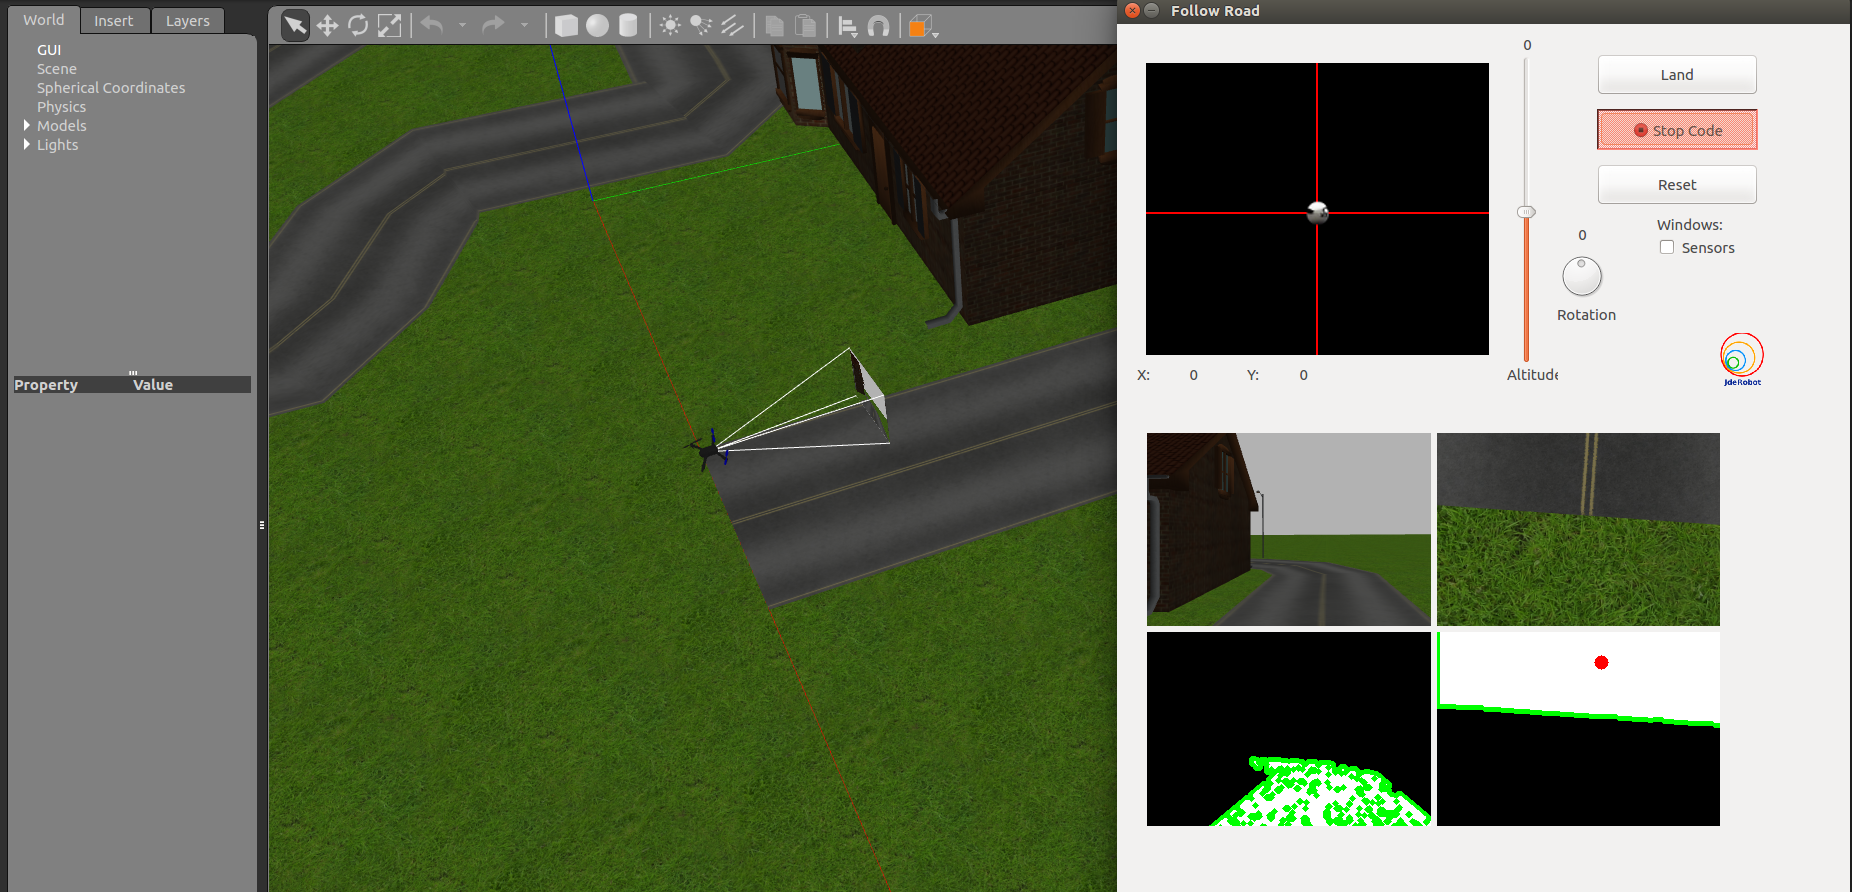 World Insert Layers
GUI
Scene
Spherical Coordinates
Physics
Models
Lights
Property Value
Follow Road
0
Land
Stop Code
Reset
Windows:
Sensors
0
Rotation
X: 0 Y: 0
Altitude
JdeRobot